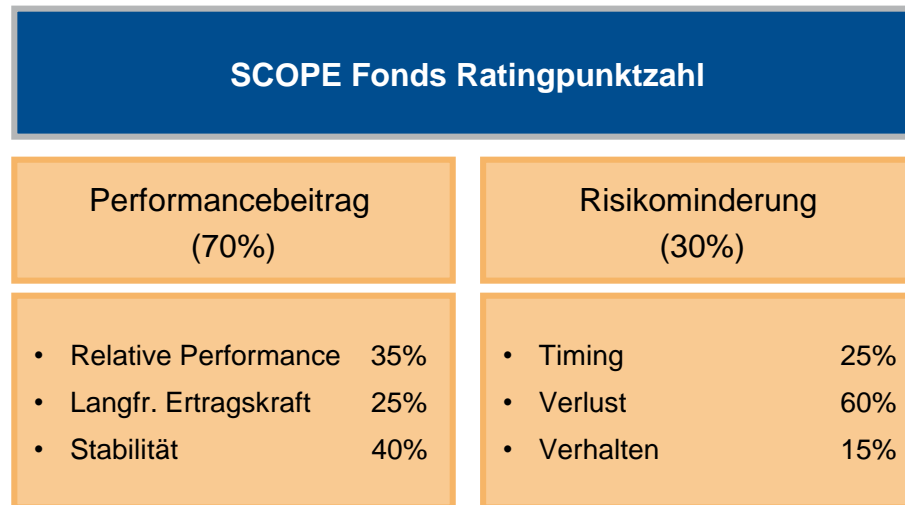 SCOPE Fonds Ratingpunktzahl
Performancebeitrag
(70%)
• Relative Performance 35%
• Langfr. Ertragskraft 25%
• Stabilität 40%
Risikominderung
(30%)
• Timing 25%
• Verlust 60%
• Verhalten 15%